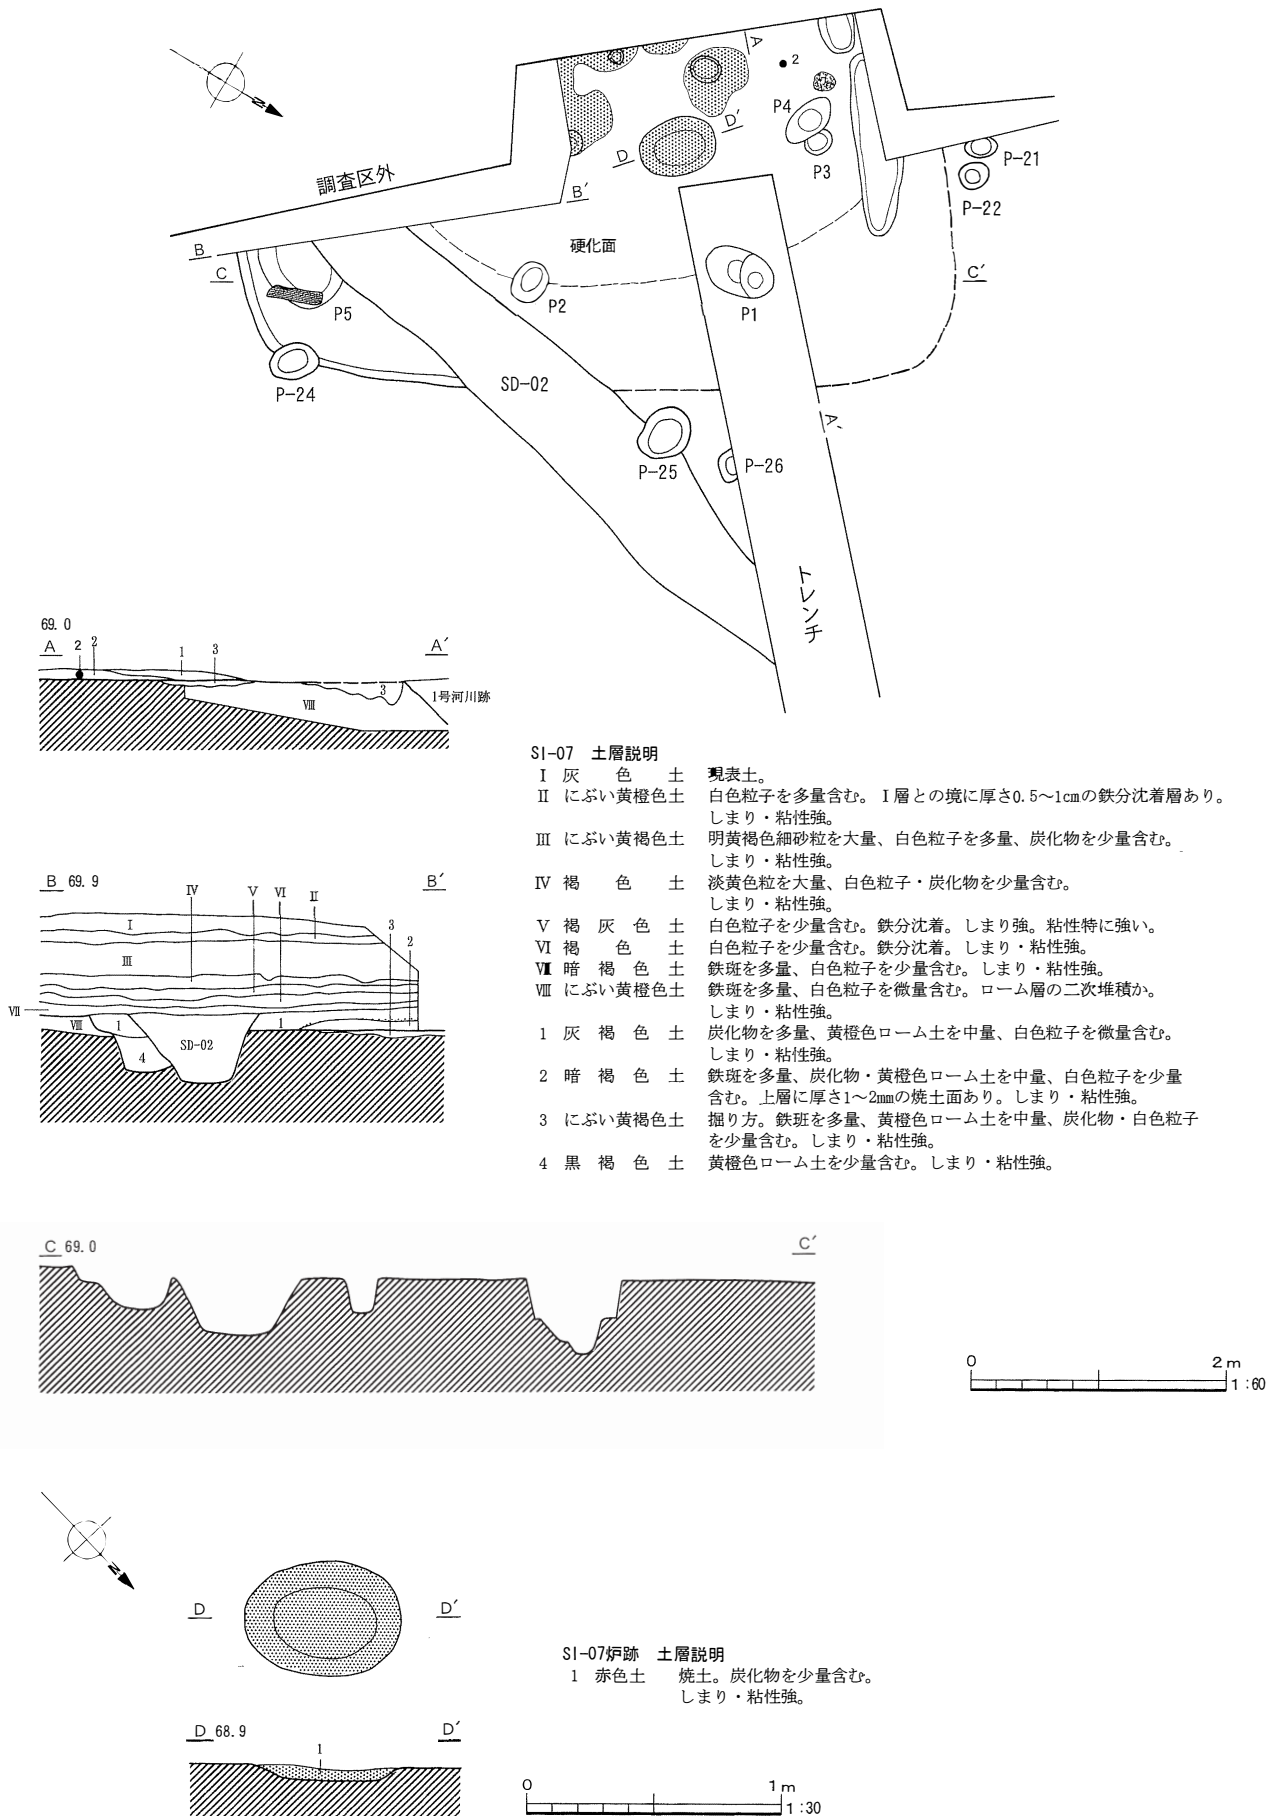 N
A
2
P4
D'
D
P3
P-21
P-22
調査区外
B'
B
C
硬化面
C'
P5
P2
P1
SD-02
P-24
A'
P-25
P-26
トレンチ
69.0
A 2 2 1 3 A'
3
Ⅷ
1号河川跡
SI-07 土層説明
Ⅰ 灰色土 現表土。
Ⅱ にぶい黄橙色土 白色粒子を多量含む。Ⅰ層との境に厚さ0.5～1㎝の鉄分沈着層あり。
しまり・粘性強。
Ⅲ にぶい黄褐色土 明黄褐色細砂粒を大量、白色粒子を多量、炭化物を少量含む。
しまり・粘性強。
Ⅳ 褐色土 淡黄色粒を大量、白色粒子・炭化物を少量含む。
しまり・粘性強。
Ⅴ 褐灰色土 白色粒子を少量含む。鉄分沈着。しまり強。粘性特に強い。
Ⅵ 褐色土 白色粒子を少量含む。鉄分沈着。しまり・粘性強。
Ⅶ 暗褐色土 鉄斑を多量、白色粒子を少量含む。しまり・粘性強。
Ⅷ にぶい黄橙色土 鉄斑を多量、白色粒子を微量含む。ローム層の二次堆積か。
しまり・粘性強。
1 灰褐色土 炭化物を多量、黄橙色ローム土を中量、白色粒子を微量含む。
しまり・粘性強。
2 暗褐色土 鉄斑を多量、炭化物・黄橙色ローム土を中量、白色粒子を少量
含む。上層に厚さ1～2㎜の焼土面あり。しまり・粘性強。
3 にぶい黄褐色土 掘り方。鉄班を多量、黄橙色ローム土を中量、炭化物・白色粒子
を少量含む。しまり・粘性強。
4 黒褐色土 黄橙色ローム土を少量含む。しまり・粘性強。
B 69.9 B'
Ⅳ Ⅴ Ⅵ Ⅱ
Ⅰ
3
2
Ⅲ
Ⅶ
Ⅷ 1 1
SD-02
4
C 69.0 C'
0 2m
1:60
N
D D'
SI-07炉跡 土層説明
1 赤色土 焼土。炭化物を少量含む。
しまり・粘性強。
D 68.9 D'
1
0 1m
1:30